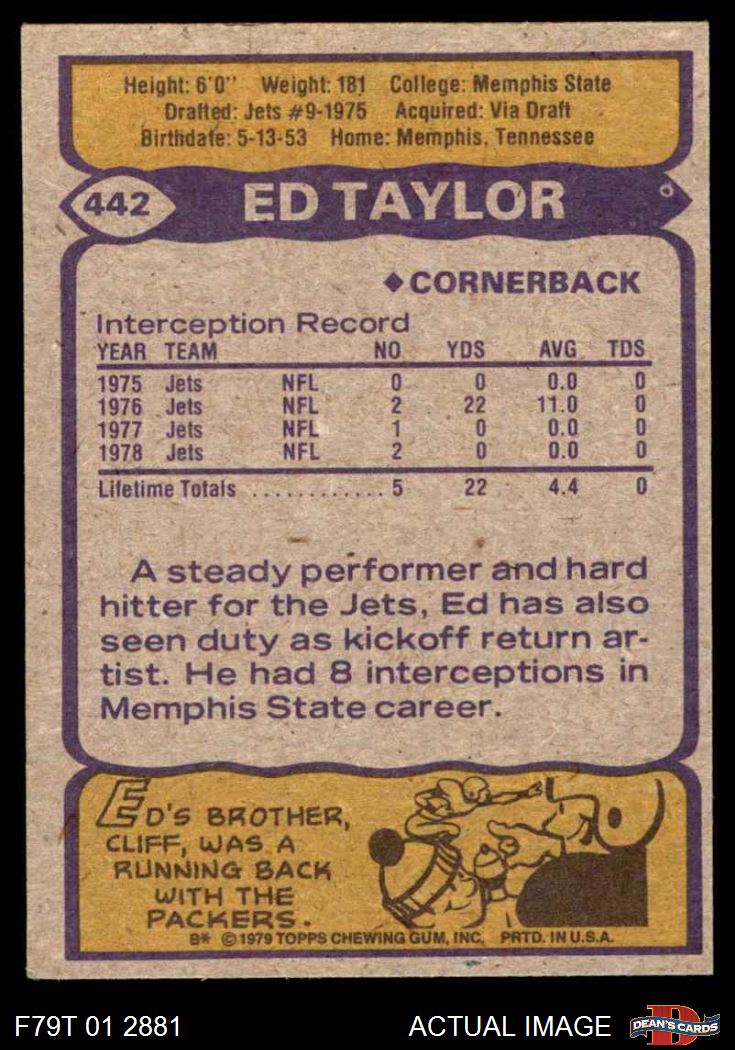 Height: 6'0" Weight: 181 College: Memphis State
Drafted: Jets #9-1975 Acquired: Via Draft
Birthdate: 5-13-53 Home: Memphis, Tennessee
442 ED TAYLOR
◆CORNERBACK
Interception Record
YEAR TEAM NO YDS AVG TDS
1975 Jets NFL 0 0 0.0 0
1976 Jets NFL 2 22 11.0 0
1977 Jets NFL 1 0 0.0 0
1978 Jets NFL 2 0 0.0 0
Lifetime Totals ............ 5 22 4.4 0
A steady performer and hard
hitter for the Jets, Ed has also
seen duty as kickoff return ar-
tist. He had 8 interceptions in
Memphis State career.
ED'S BROTHER,
CLIFF, WAS A
RUNNING BACK
WITH THE
PACKERS.
B* © 1979 TOPPS CHEWING GUM, INC. PRTD. IN U.S.A.
F79T 01 2881 ACTUAL IMAGE D DEAN'S CARDS